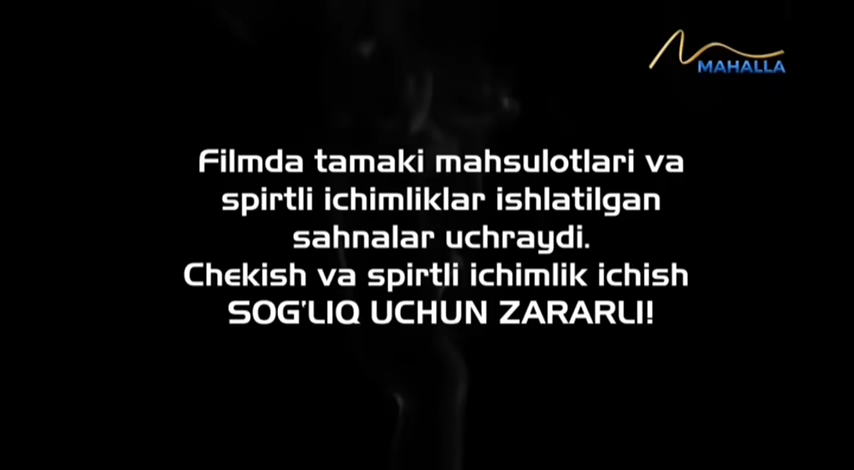 MAHALLA
Filmda tamaki mahsulotlari va
spirtli ichimliklar ishlatilgan
sahnalar uchraydi.
Chekish va spirtli ichimlik ichish
SOG'LIQ UCHUN ZARARLI!